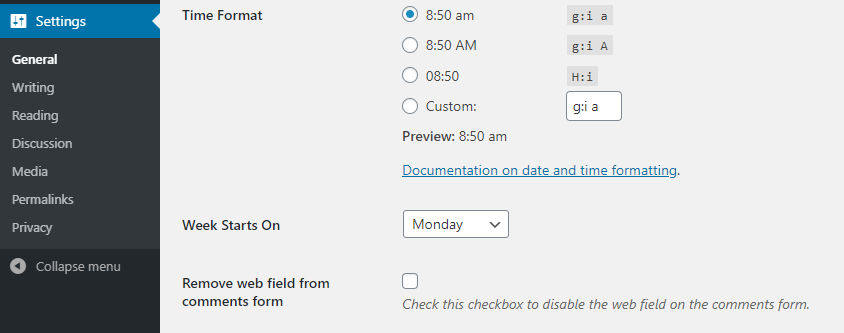 Settings
General
Writing
Reading
Discussion
Media
Permalinks
Privacy
Collapse menu
Time Format
8:50 am g:i a
8:50 AM g:i A
08:50 H:i
Custom: g:i a
Preview: 8:50 am
Documentation on date and time formatting.
Week Starts On
Monday
Remove web field from
comments form
Check this checkbox to disable the web field on the comments form.